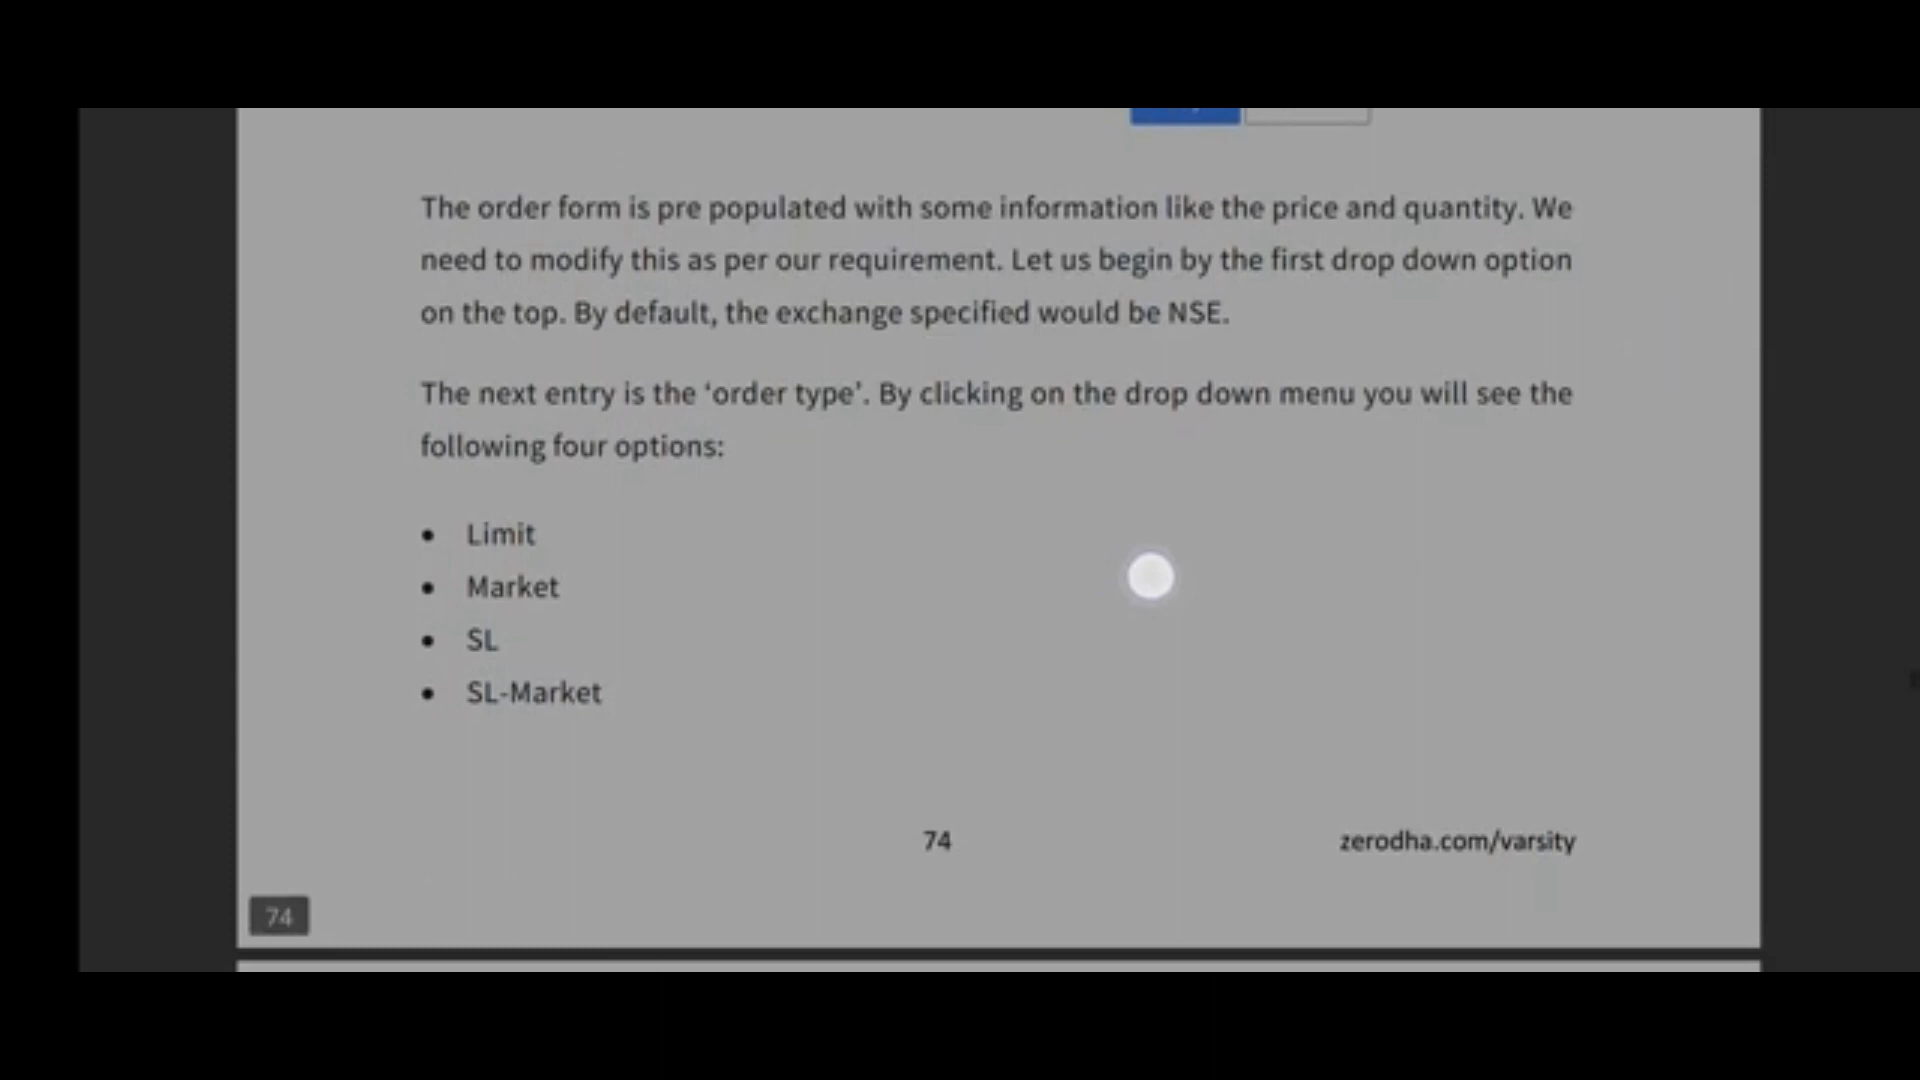 The order form is pre populated with some information like the price and quantity. We
need to modify this as per our requirement. Let us begin by the first drop down option
on the top. By default, the exchange specified would be NSE.
The next entry is the ‘order type’. By clicking on the drop down menu you will see the
following four options:
• Limit
• Market
• SL
• SL-Market
74
zerodha.com/varsity
74